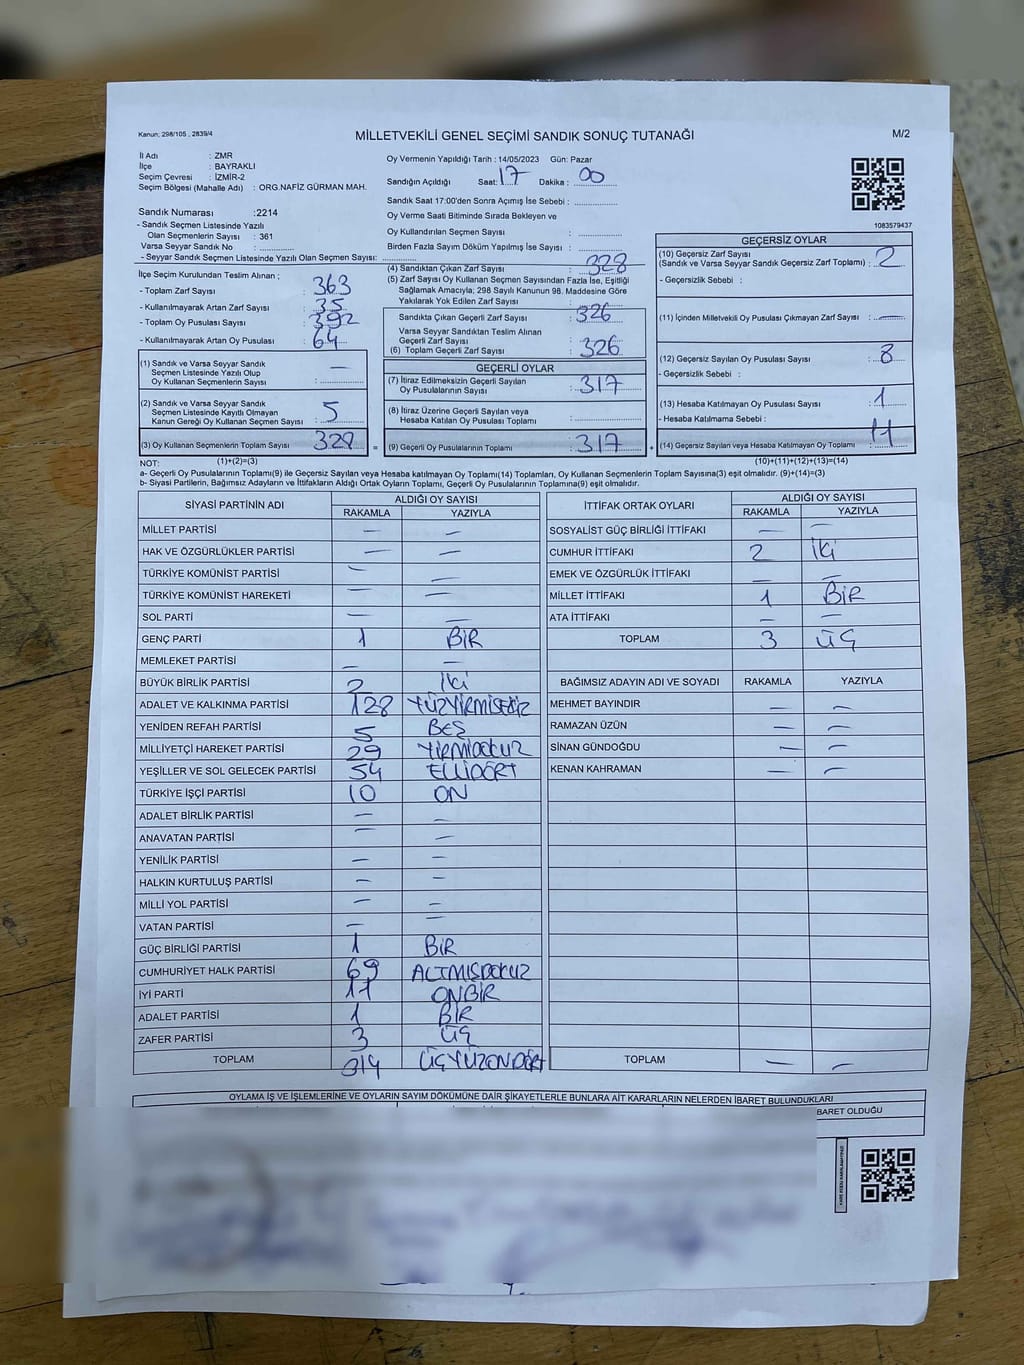 Kanun; 298/105 , 2839/4
MİLLETVEKİLİ GENEL SEÇİMİ SANDIK SONUÇ TUTANAĞI
M/2
İl Adı : ZMR
İlçe : BAYRAKLI
Seçim Çevresi : İZMİR-2
Seçim Bölgesi (Mahalle Adı) : ORG.NAFİZ GÜRMAN MAH.
Oy Vermenin Yapıldığı Tarih : 14/05/2023 Gün: Pazar
Sandığın Açıldığı Saat: 17 Dakika : 00
Sandık Saat 17:00'den Sonra Açımış İse Sebebi :
Oy Verme Saati Bitiminde Sırada Bekleyen ve
Oy Kullandırılan Seçmen Sayısı :
Birden Fazla Sayım Döküm Yapılmış İse Sayısı :
1083579437
Sandık Numarası :2214
- Sandık Seçmen Listesinde Yazılı
Olan Seçmenlerin Sayısı : 361
Varsa Seyyar Sandık No :
- Seyyar Sandık Seçmen Listesinde Yazılı Olan Seçmen Sayısı:
İlçe Seçim Kurulundan Teslim Alınan ;
- Toplam Zarf Sayısı : 363
- Kullanılmayarak Artan Zarf Sayısı : 35
- Toplam Oy Pusulası Sayısı : 392
- Kullanılmayarak Artan Oy Pusulası : 64
(1) Sandık ve Varsa Seyyar Sandık
Seçmen Listesinde Yazılı Olup
Oy Kullanan Seçmenlerin Sayısı : —
(2) Sandık ve Varsa Seyyar Sandık
Seçmen Listesinde Kayıtlı Olmayan
Kanun Gereği Oy Kullanan Seçmen Sayısı : 5
(3) Oy Kullanan Seçmenlerin Toplam Sayısı : 328 =
(4) Sandıktan Çıkan Zarf Sayısı : 328
(5) Zarf Sayısı Oy Kullanan Seçmen Sayısından Fazla İse, Eşitliği
Sağlamak Amacıyla; 298 Sayılı Kanunun 98. Maddesine Göre
Yakılarak Yok Edilen Zarf Sayısı :
Sandıkta Çıkan Geçerli Zarf Sayısı : 326
Varsa Seyyar Sandıktan Teslim Alınan
Geçerli Zarf Sayısı :
(6) Toplam Geçerli Zarf Sayısı : 326
GEÇERLİ OYLAR
(7) İtiraz Edilmeksizin Geçerli Sayılan
Oy Pusulalarının Sayısı : 317
(8) İtiraz Üzerine Geçerli Sayılan veya
Hesaba Katılan Oy Pusulası Sayısı :
(9) Geçerli Oy Pusulalarının Toplamı : 317 +
GEÇERSİZ OYLAR
(10) Geçersiz Zarf Sayısı
(Sandık ve Varsa Seyyar Sandık Geçersiz Zarf Toplamı) : 2
- Geçersizlik Sebebi :
(11) İçinden Milletvekili Oy Pusulası Çıkmayan Zarf Sayısı : —
(12) Geçersiz Sayılan Oy Pusulası Sayısı : 8
- Geçersizlik Sebebi :
(13) Hesaba Katılmayan Oy Pusulası Sayısı : 1
- Hesaba Katılmama Sebebi :
(14) Geçersiz Sayılan veya Hesaba Katılmayan Oy Toplamı : 11
NOT: (1)+(2)=(3) (10)+(11)+(12)+(13)=(14)
a- Geçerli Oy Pusulalarının Toplamı(9) ile Geçersiz Sayılan veya Hesaba katılmayan Oy Toplamı(14) Toplamları, Oy Kullanan Seçmenlerin Toplam Sayısına(3) eşit olmalıdır. (9)+(14)=(3)
b- Siyasi Partilerin, Bağımsız Adayların ve İttifakların Aldığı Ortak Oyların Toplamı, Geçerli Oy Pusulalarının Toplamına(9) eşit olmalıdır.
SİYASİ PARTİNİN ADI ALDIĞI OY SAYISI
RAKAMLA YAZIYLA
MİLLET PARTİSİ — —
HAK VE ÖZGÜRLÜKLER PARTİSİ — —
TÜRKİYE KOMÜNİST PARTİSİ — —
TÜRKİYE KOMÜNİST HAREKETİ — —
SOL PARTİ — —
GENÇ PARTİ 1 BİR
MEMLEKET PARTİSİ — —
BÜYÜK BİRLİK PARTİSİ 2 İKİ
ADALET VE KALKINMA PARTİSİ 128 YÜZYİRMİSEKİZ
YENİDEN REFAH PARTİSİ 5 BEŞ
MİLLİYETÇİ HAREKET PARTİSİ 29 YİRMİDOKUZ
YEŞİLLER VE SOL GELECEK PARTİSİ 54 ELLİDÖRT
TÜRKİYE İŞÇİ PARTİSİ 10 ON
ADALET BİRLİK PARTİSİ — —
ANAVATAN PARTİSİ — —
YENİLİK PARTİSİ — —
HALKIN KURTULUŞ PARTİSİ — —
MİLLİ YOL PARTİSİ — —
VATAN PARTİSİ — —
GÜÇ BİRLİĞİ PARTİSİ 1 BİR
CUMHURİYET HALK PARTİSİ 69 ALTMIŞDOKUZ
İYİ PARTİ 11 ONBİR
ADALET PARTİSİ 1 BİR
ZAFER PARTİSİ 3 ÜÇ
TOPLAM 314 ÜÇYÜZONDÖRT
İTTİFAK ORTAK OYLARI ALDIĞI OY SAYISI
RAKAMLA YAZIYLA
SOSYALİST GÜÇ BİRLİĞİ İTTİFAKI — —
CUMHUR İTTİFAKI 2 İKİ
EMEK VE ÖZGÜRLÜK İTTİFAKI — —
MİLLET İTTİFAKI 1 BİR
ATA İTTİFAKI — —
TOPLAM 3 ÜÇ
BAĞIMSIZ ADAYIN ADI VE SOYADI RAKAMLA YAZIYLA
MEHMET BAYINDIR — —
RAMAZAN ÜZÜN — —
SİNAN GÜNDOĞDU — —
KENAN KAHRAMAN — —
TOPLAM — —
OYLAMA İŞ VE İŞLEMLERİNE VE OYLARIN SAYIM DÖKÜMÜNE DAİR ŞİKAYETLERLE BUNLARA AİT KARARLARIN NELERDEN İBARET BULUNDUKLARI
BARET OLDUĞU